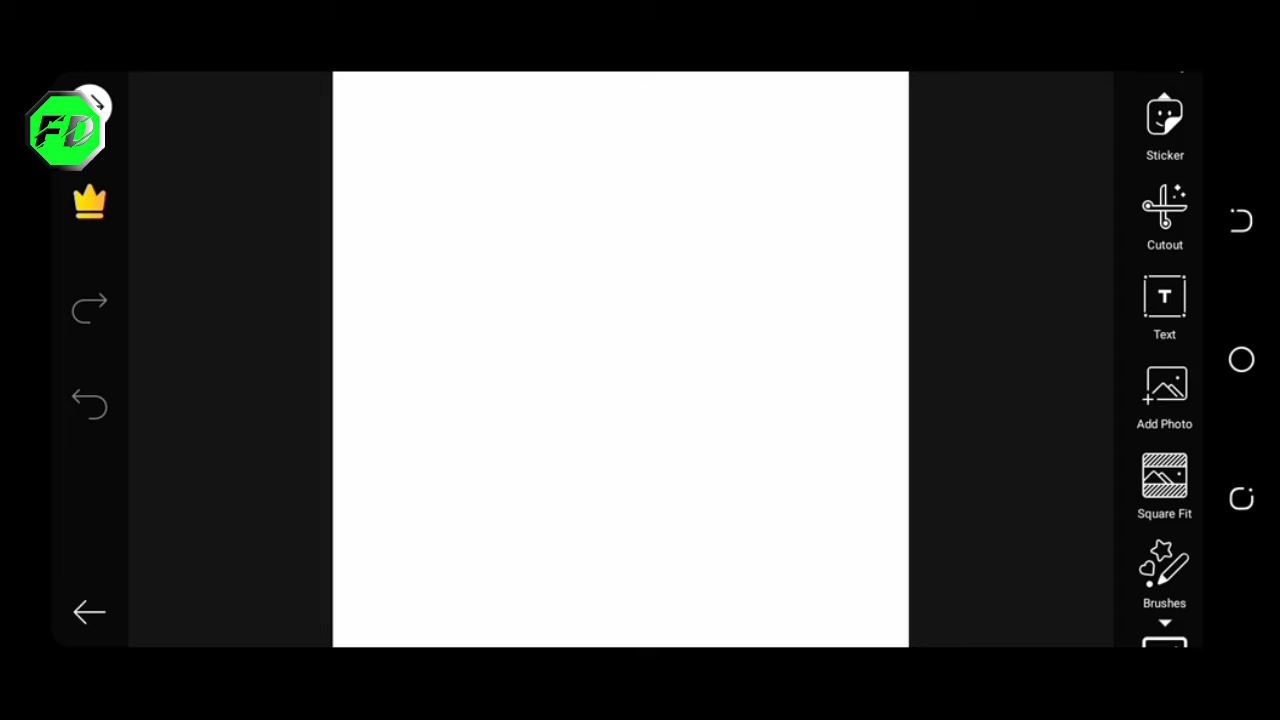 FD
Sticker
Cutout
T
Text
Add Photo
Square Fit
Brushes